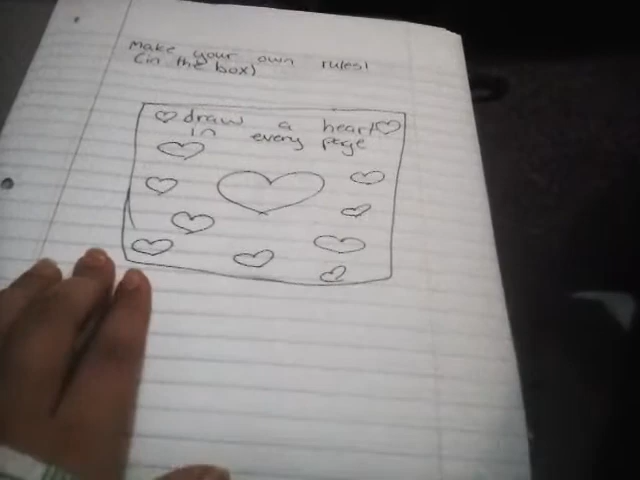 Make your own rules!
(in the box)
draw a heart
in every page